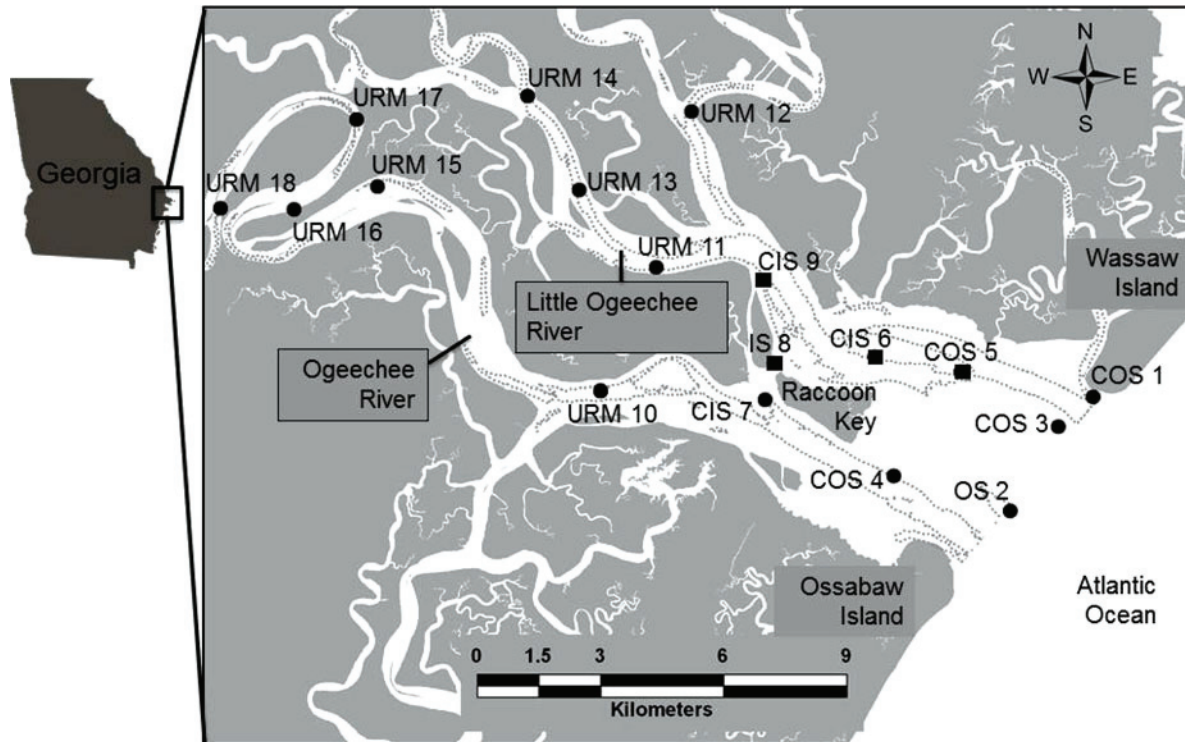 Georgia
N
W E
S
URM 14
URM 17
URM 12
URM 15
URM 13
URM 18
URM 16
URM 11
CIS 9
Wassaw
Island
Little Ogeechee
River
Ogeechee
River
IS 8
CIS 6
COS 5
COS 1
URM 10
CIS 7
Raccoon
Key
COS 3
COS 4
OS 2
Ossabaw
Island
Atlantic
Ocean
0 1.5 3 6 9
Kilometers